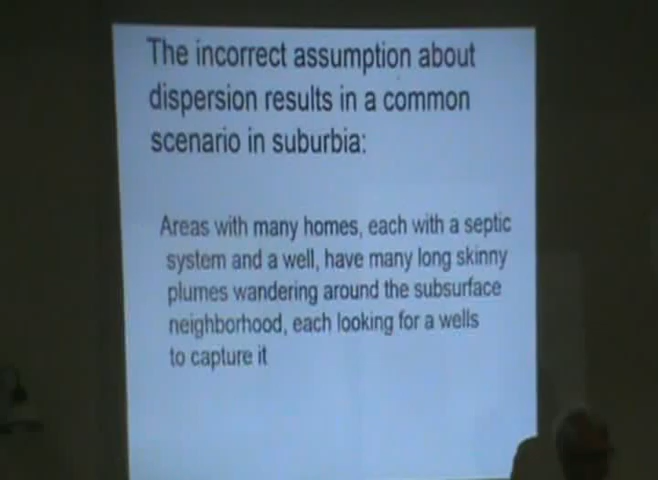 The incorrect assumption about
dispersion results in a common
scenario in suburbia:
Areas with many homes, each with a septic
system and a well, have many long skinny
plumes wandering around the subsurface
neighborhood, each looking for a wells
to capture it